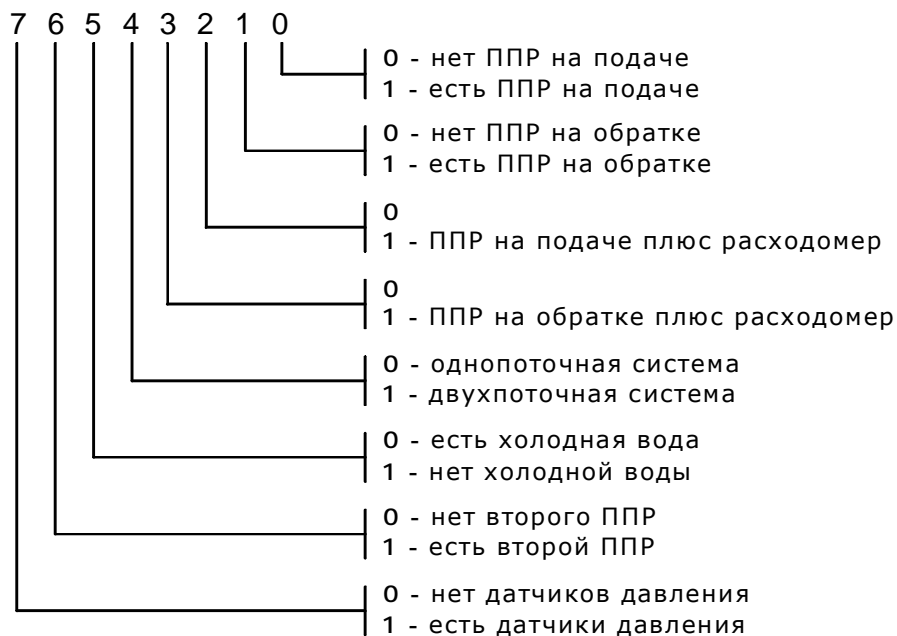 7 6 5 4 3 2 1 0
0 - нет ППР на подаче
1 - есть ППР на подаче
0 - нет ППР на обратке
1 - есть ППР на обратке
0
1 - ППР на подаче плюс расходомер
0
1 - ППР на обратке плюс расходомер
0 - однопоточная система
1 - двухпоточная система
0 - есть холодная вода
1 - нет холодной воды
0 - нет второго ППР
1 - есть второй ППР
0 - нет датчиков давления
1 - есть датчики давления